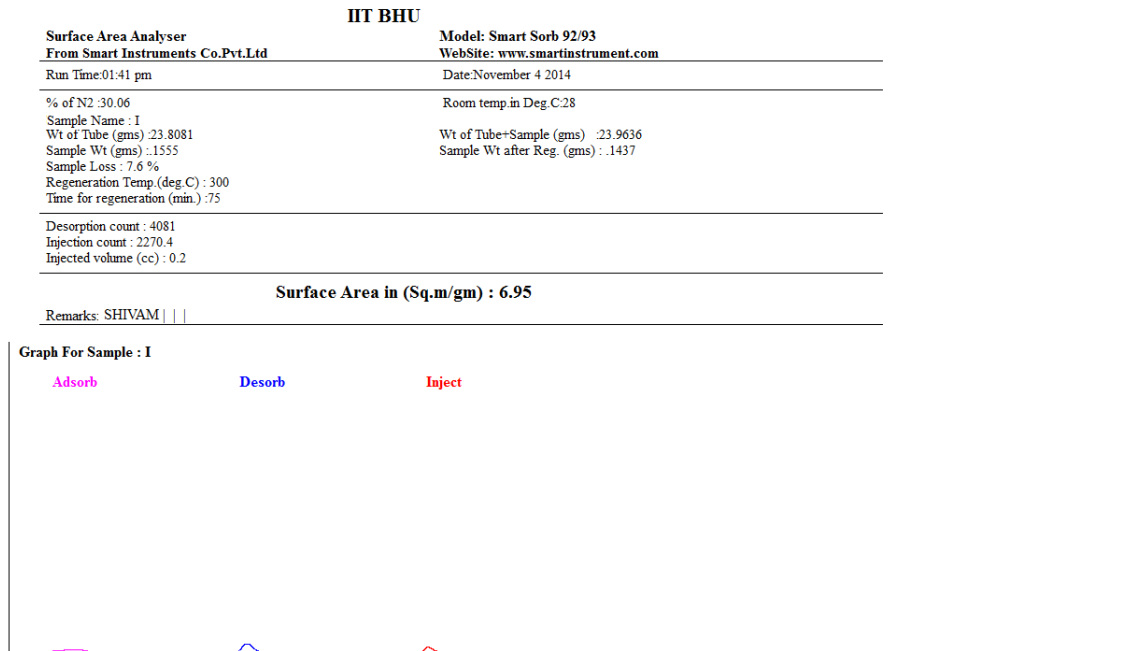 IIT BHU
Surface Area Analyser Model: Smart Sorb 92/93
From Smart Instruments Co.Pvt.Ltd WebSite: www.smartinstrument.com
Run Time:01:41 pm Date:November 4 2014
% of N2 :30.06 Room temp.in Deg.C:28
Sample Name : I
Wt of Tube (gms) :23.8081 Wt of Tube+Sample (gms) :23.9636
Sample Wt (gms) :.1555 Sample Wt after Reg. (gms) : .1437
Sample Loss : 7.6 %
Regeneration Temp.(deg.C) : 300
Time for regeneration (min.) :75
Desorption count : 4081
Injection count : 2270.4
Injected volume (cc) : 0.2
Surface Area in (Sq.m/gm) : 6.95
Remarks: SHIVAM | | |
Graph For Sample : I
Adsorb Desorb Inject